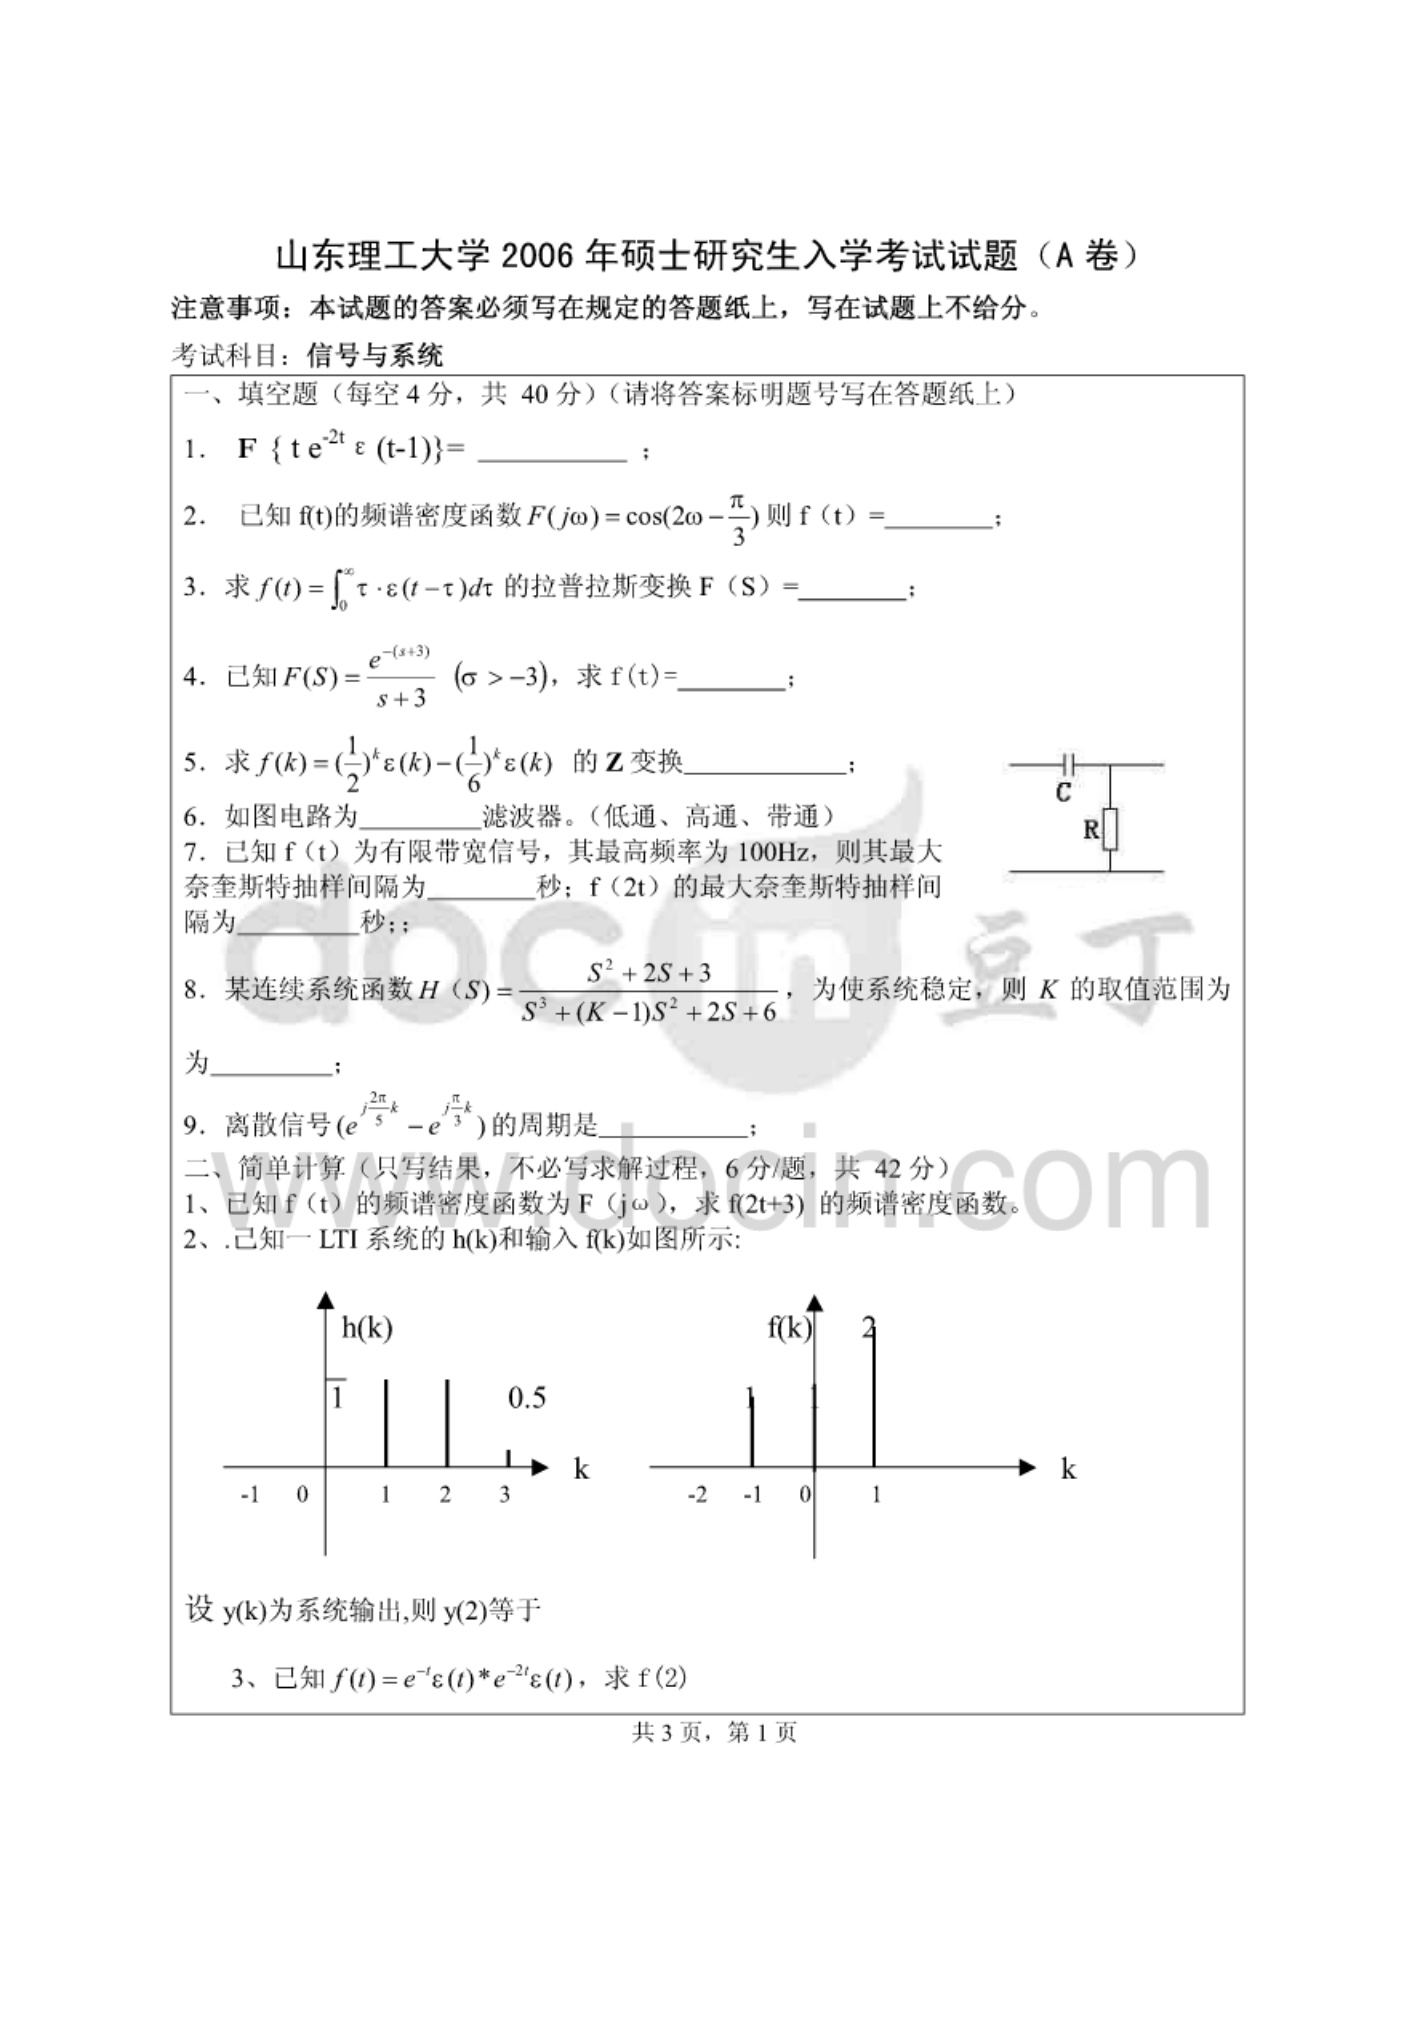 山东理工大学 2006 年硕士研究生入学考试试题（A 卷）
注意事项：本试题的答案必须写在规定的答题纸上，写在试题上不给分。
考试科目：信号与系统
一、填空题（每空 4 分，共 40 分）（请将答案标明题号写在答题纸上）
1． F { t e^{-2t} ε (t-1)}= ___________ ；
2． 已知 f(t)的频谱密度函数 F(jω) = cos(2ω − π/3) 则 f（t）=________;
3．求 f(t) = ∫_0^∞ τ · ε(t − τ)dτ 的拉普拉斯变换 F（S）=________;
4．已知 F(S) = e^{-(s+3)}/(s+3) (σ > −3)，求 f(t)=________;
5．求 f(k) = (1/2)^k ε(k) − (1/6)^k ε(k) 的 Z 变换____________;
C
R
6．如图电路为_________滤波器。（低通、高通、带通）
7．已知 f（t）为有限带宽信号，其最高频率为 100Hz，则其最大
奈奎斯特抽样间隔为________秒；f（2t）的最大奈奎斯特抽样间
隔为_________秒；;
8．某连续系统函数 H（S) = (S^2 + 2S + 3)/(S^3 + (K − 1)S^2 + 2S + 6)，为使系统稳定，则 K 的取值范围为
为_________;
9．离散信号 (e^{j(2π/5)k} − e^{j(π/3)k}) 的周期是___________;
二、简单计算（只写结果，不必写求解过程，6 分/题，共 42 分）
1、已知 f（t）的频谱密度函数为 F（jω），求 f(2t+3) 的频谱密度函数。
2、.已知一 LTI 系统的 h(k)和输入 f(k)如图所示:
h(k)
1
0.5
k
-1 0 1 2 3
f(k) 2
1 1
k
-2 -1 0 1
设 y(k)为系统输出,则 y(2)等于
3、已知 f(t) = e^{-t}ε(t) * e^{-2t}ε(t)，求 f(2)
共 3 页，第 1 页
docin 豆丁
www.docin.com